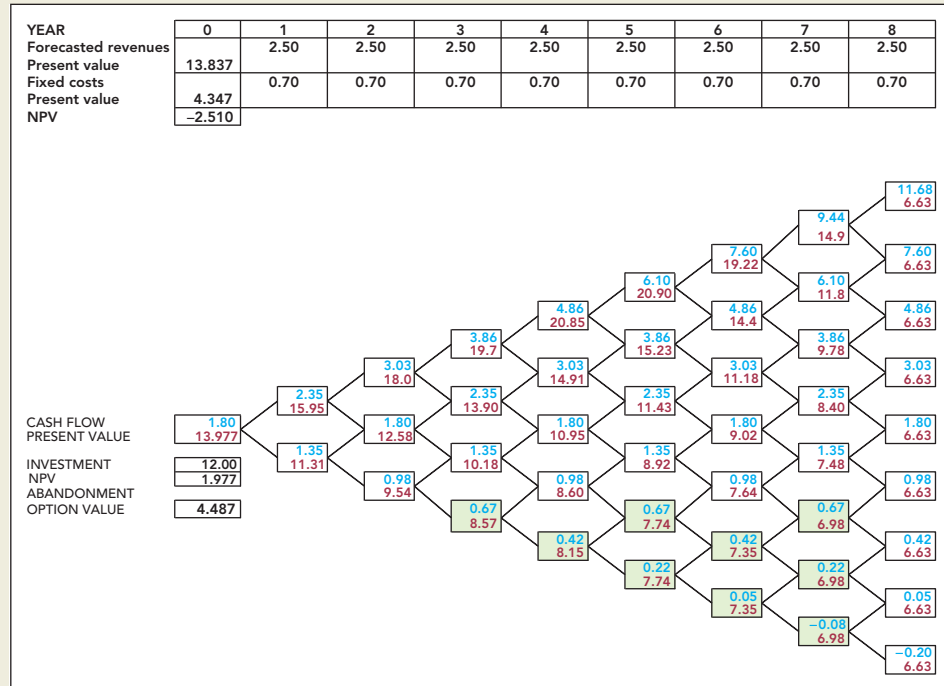 YEAR 0 1 2 3 4 5 6 7 8
Forecasted revenues 2.50 2.50 2.50 2.50 2.50 2.50 2.50 2.50
Present value 13.837
Fixed costs 0.70 0.70 0.70 0.70 0.70 0.70 0.70 0.70
Present value 4.347
NPV −2.510
11.68
6.63
9.44
14.9
7.60 7.60
19.22 6.63
6.10 6.10
20.90 11.8
4.86 4.86 4.86
20.85 14.4 6.63
3.86 3.86 3.86
19.7 15.23 9.78
3.03 3.03 3.03 3.03
18.0 14.91 11.18 6.63
2.35 2.35 2.35 2.35
15.95 13.90 11.43 8.40
CASH FLOW 1.80 1.80 1.80 1.80 1.80
PRESENT VALUE 13.977 12.58 10.95 9.02 6.63
1.35 1.35 1.35 1.35
11.31 10.18 8.92 7.48
INVESTMENT 12.00
NPV 1.977
0.98 0.98 0.98 0.98
9.54 8.60 7.64 6.63
ABANDONMENT
OPTION VALUE 4.487
0.67 0.67 0.67
8.57 7.74 6.98
0.42 0.42 0.42
8.15 7.35 6.63
0.22 0.22
7.74 6.98
0.05 0.05
7.35 6.63
−0.08
6.98
−0.20
6.63